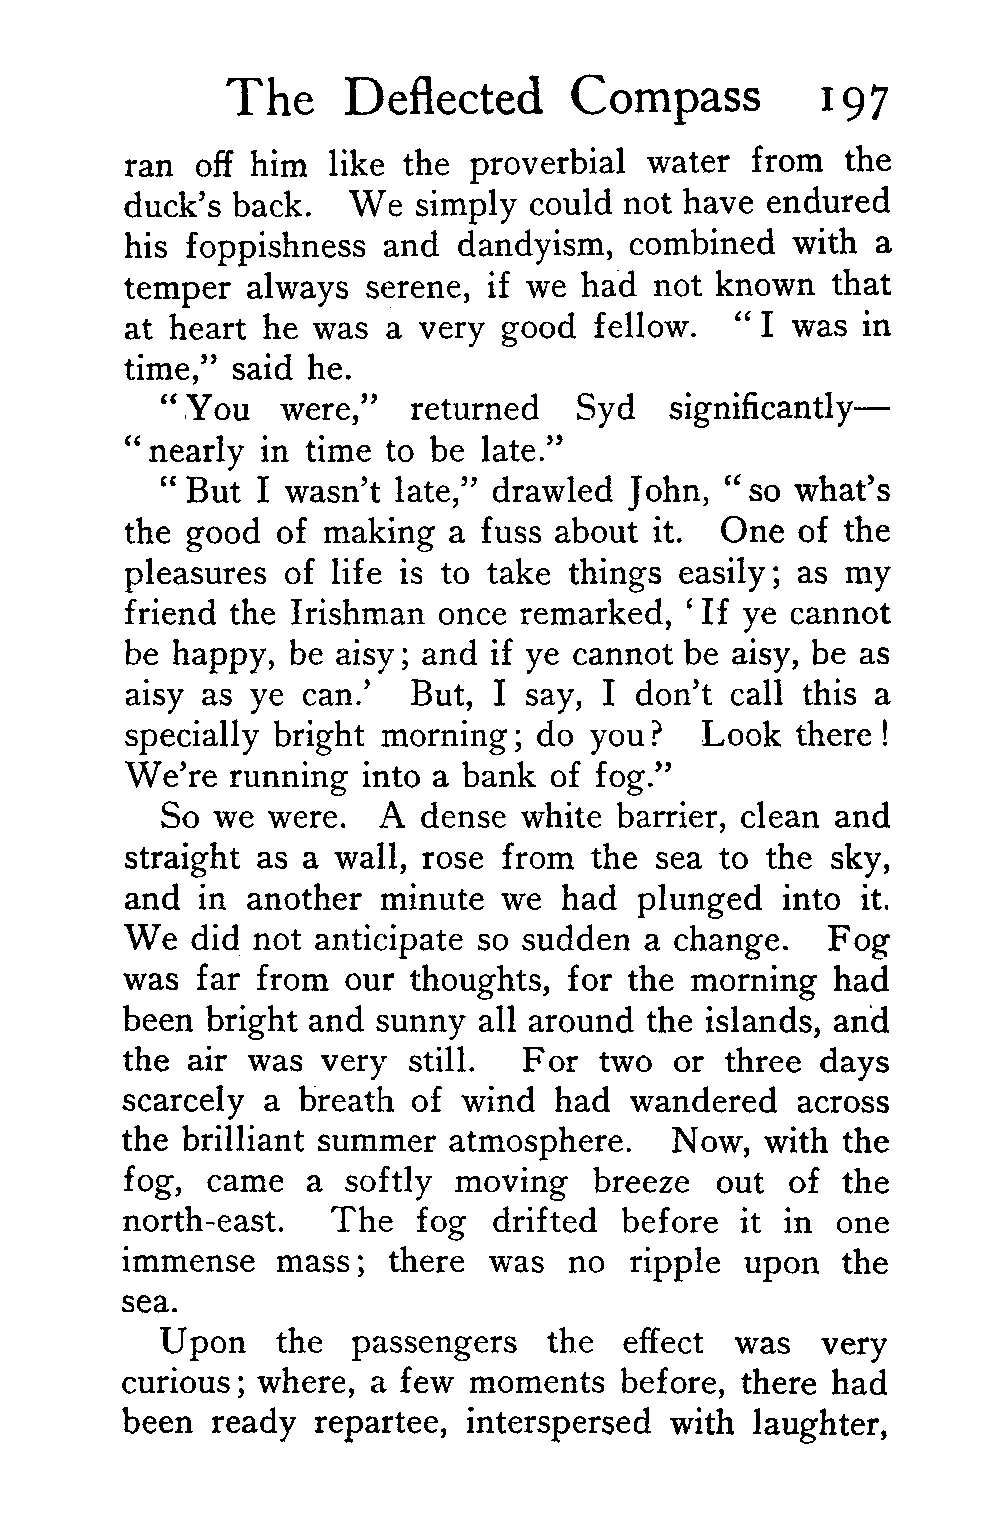 The Deflected Compass 197
ran off him like the proverbial water from the
duck's back. We simply could not have endured
his foppishness and dandyism, combined with a
temper always serene, if we had not known that
at heart he was a very good fellow. “I was in
time,” said he.
“You were,” returned Syd significantly—
“nearly in time to be late.”
“But I wasn't late,” drawled John, “so what's
the good of making a fuss about it. One of the
pleasures of life is to take things easily; as my
friend the Irishman once remarked, ‘If ye cannot
be happy, be aisy; and if ye cannot be aisy, be as
aisy as ye can.’ But, I say, I don't call this a
specially bright morning; do you? Look there!
We're running into a bank of fog.”
So we were. A dense white barrier, clean and
straight as a wall, rose from the sea to the sky,
and in another minute we had plunged into it.
We did not anticipate so sudden a change. Fog
was far from our thoughts, for the morning had
been bright and sunny all around the islands, and
the air was very still. For two or three days
scarcely a breath of wind had wandered across
the brilliant summer atmosphere. Now, with the
fog, came a softly moving breeze out of the
north-east. The fog drifted before it in one
immense mass; there was no ripple upon the
sea.
Upon the passengers the effect was very
curious; where, a few moments before, there had
been ready repartee, interspersed with laughter,